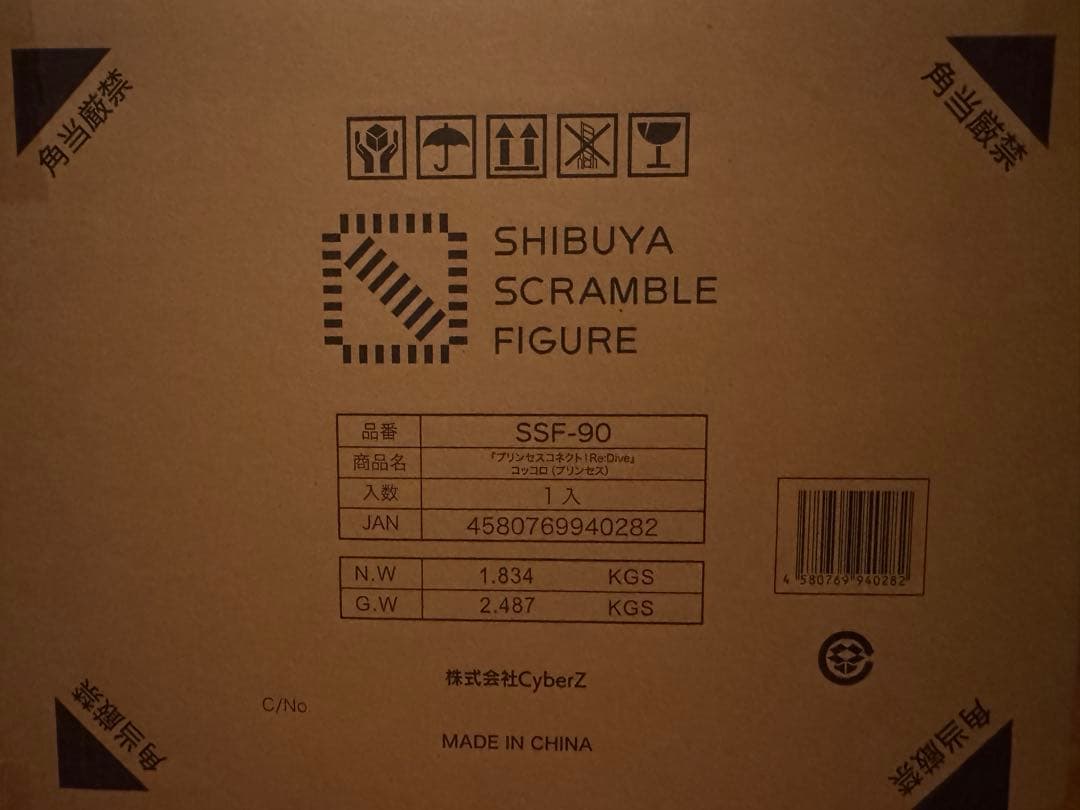 角当厳禁
角当厳禁
SHIBUYA
SCRAMBLE
FIGURE
品番 SSF-90
商品名 『プリンセスコネクト!Re:Dive』
コッコロ(プリンセス)
入数 1入
JAN 4580769940282
N.W 1.834 KGS
G.W 2.487 KGS
4 580769 940282
株式会社CyberZ
C/No
MADE IN CHINA
角当厳禁
角当厳禁